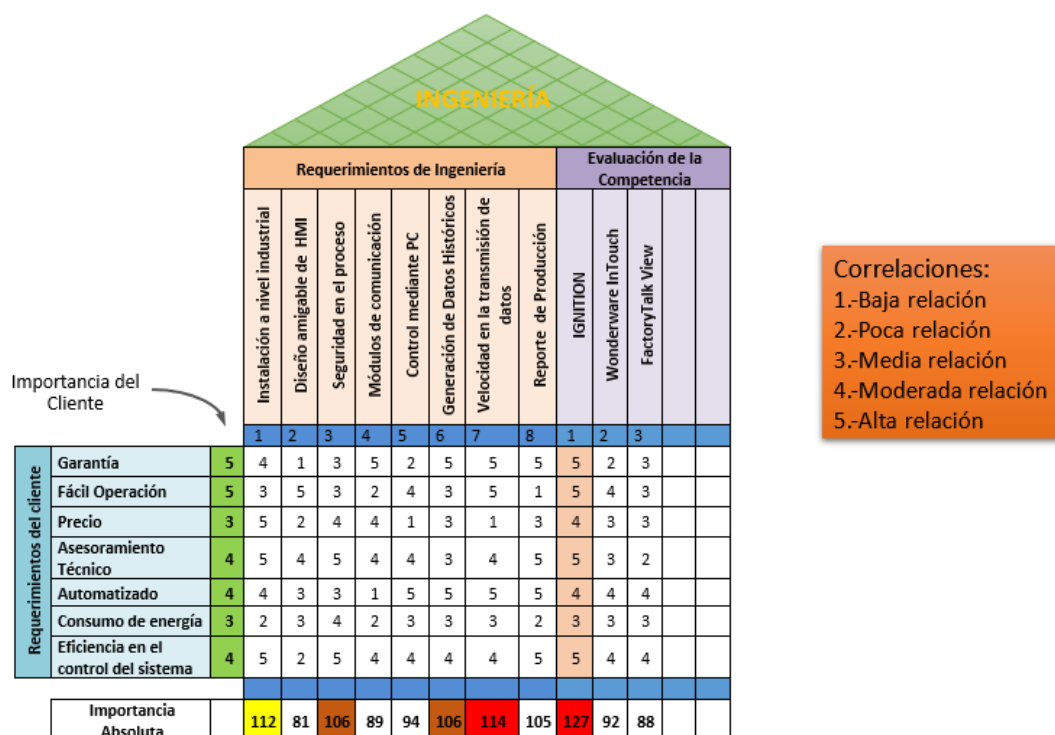 INGENIERÍA
Requerimientos de Ingeniería
Evaluación de la
Competencia
Instalación a nivel industrial
Diseño amigable de HMI
Seguridad en el proceso
Módulos de comunicación
Control mediante PC
Generación de Datos Históricos
Velocidad en la transmisión de
datos
Reporte de Producción
IGNITION
Wonderware InTouch
FactoryTalk View
Correlaciones:
1.-Baja relación
2.-Poca relación
3.-Media relación
4.-Moderada relación
5.-Alta relación
Importancia del
Cliente
1 2 3 4 5 6 7 8 1 2 3
Requerimientos del cliente
Garantía 5 4 1 3 5 2 5 5 5 5 2 3
Fácil Operación 5 3 5 3 2 4 3 5 1 5 4 3
Precio 3 5 2 4 4 1 3 1 3 4 3 3
Asesoramiento
Técnico 4 5 4 5 4 4 3 4 5 5 3 2
Automatizado 4 4 3 3 1 5 5 5 5 4 4 4
Consumo de energía 3 2 3 4 2 3 3 3 2 3 3 3
Eficiencia en el
control del sistema 4 5 2 5 4 4 4 4 5 5 4 4
Importancia
Absoluta 112 81 106 89 94 106 114 105 127 92 88